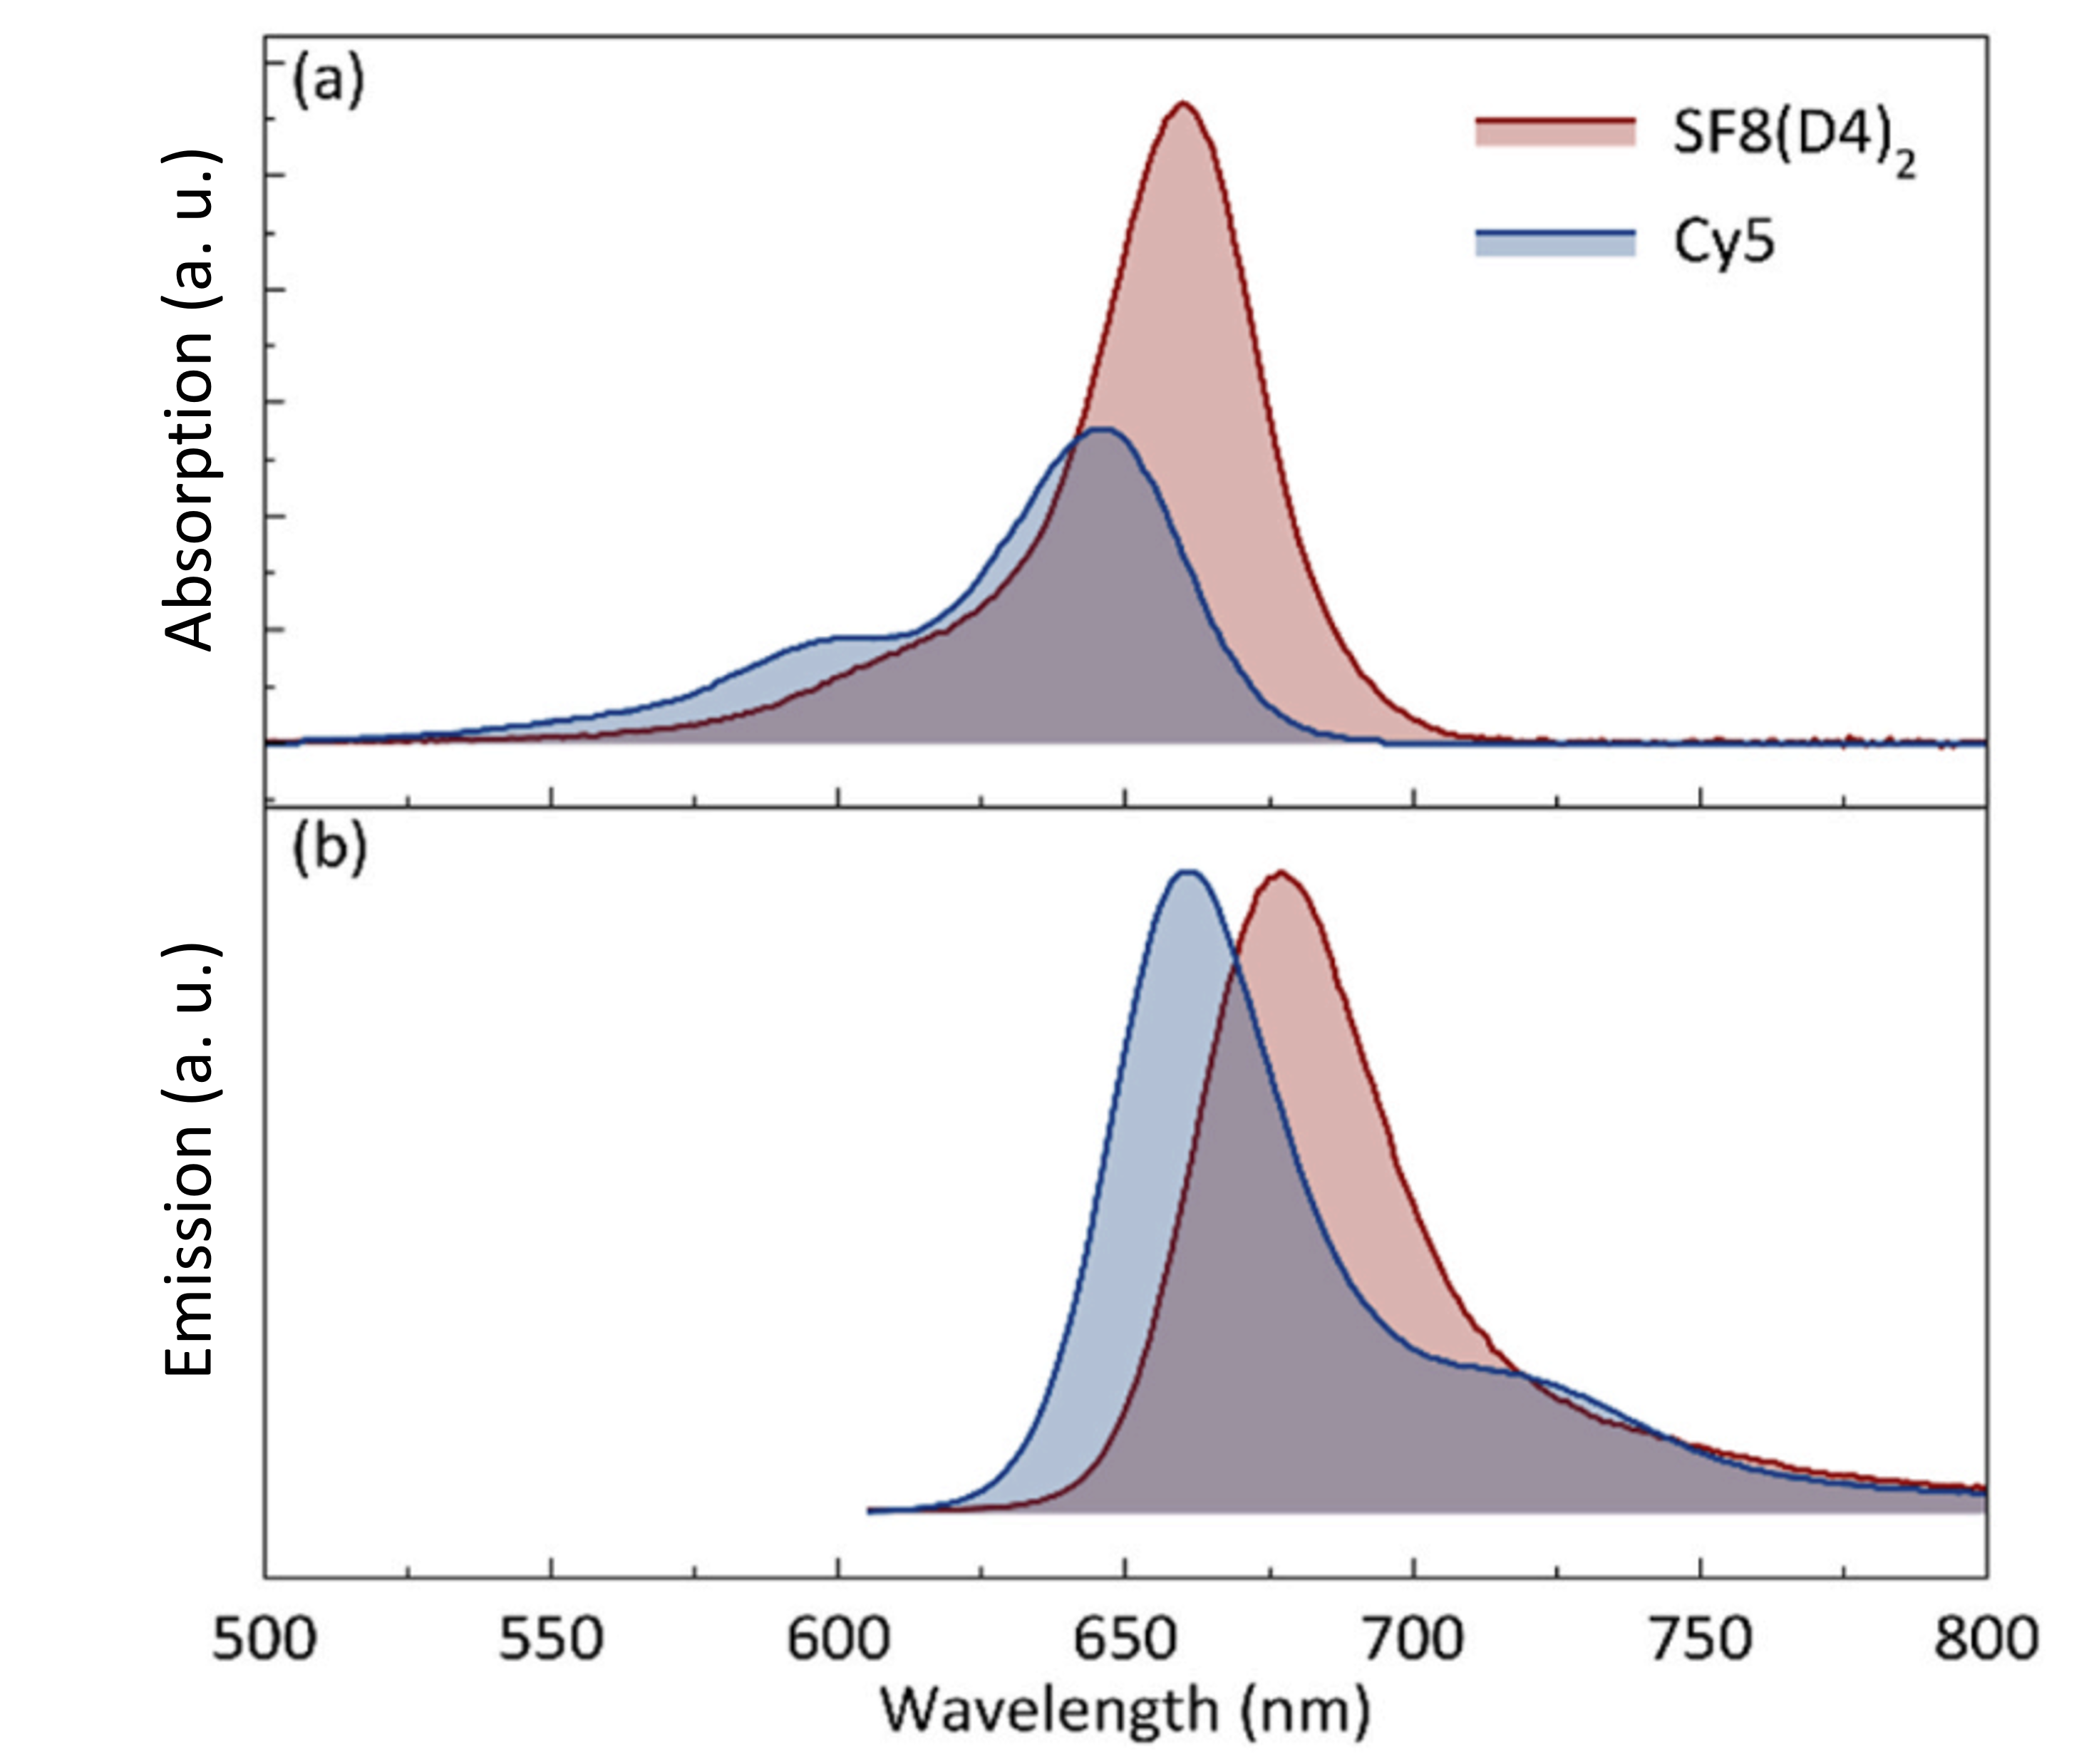 (a)
SF8(D4)₂
Cy5
Absorption (a. u.)
(b)
Emission (a. u.)
500 550 600 650 700 750 800
Wavelength (nm)